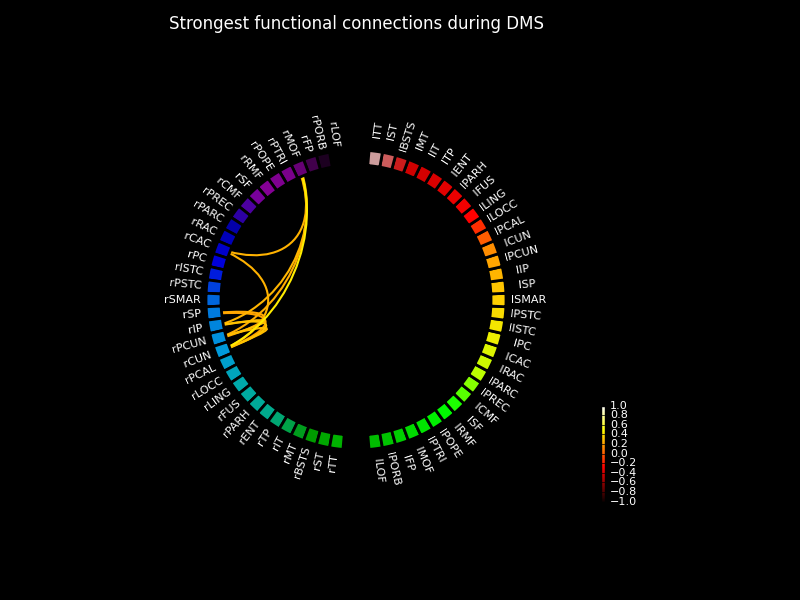 Strongest functional connections during DMS
lTT
lST
lBSTS
lMT
lIT
lTP
lENT
lPARH
lFUS
lLING
lLOCC
lPCAL
lCUN
lPCUN
lIP
lSP
lSMAR
lPSTC
lISTC
lPC
lCAC
lRAC
lPARC
lPREC
lCMF
lSF
lRMF
lPOPE
lPTRI
lMOF
lFP
lPORB
lLOF
rTT
rST
rBSTS
rMT
rIT
rTP
rENT
rPARH
rFUS
rLING
rLOCC
rPCAL
rCUN
rPCUN
rIP
rSP
rSMAR
rPSTC
rISTC
rPC
rCAC
rRAC
rPARC
rPREC
rCMF
rSF
rRMF
rPOPE
rPTRI
rMOF
rFP
rPORB
rLOF
1.0
0.8
0.6
0.4
0.2
0.0
−0.2
−0.4
−0.6
−0.8
−1.0